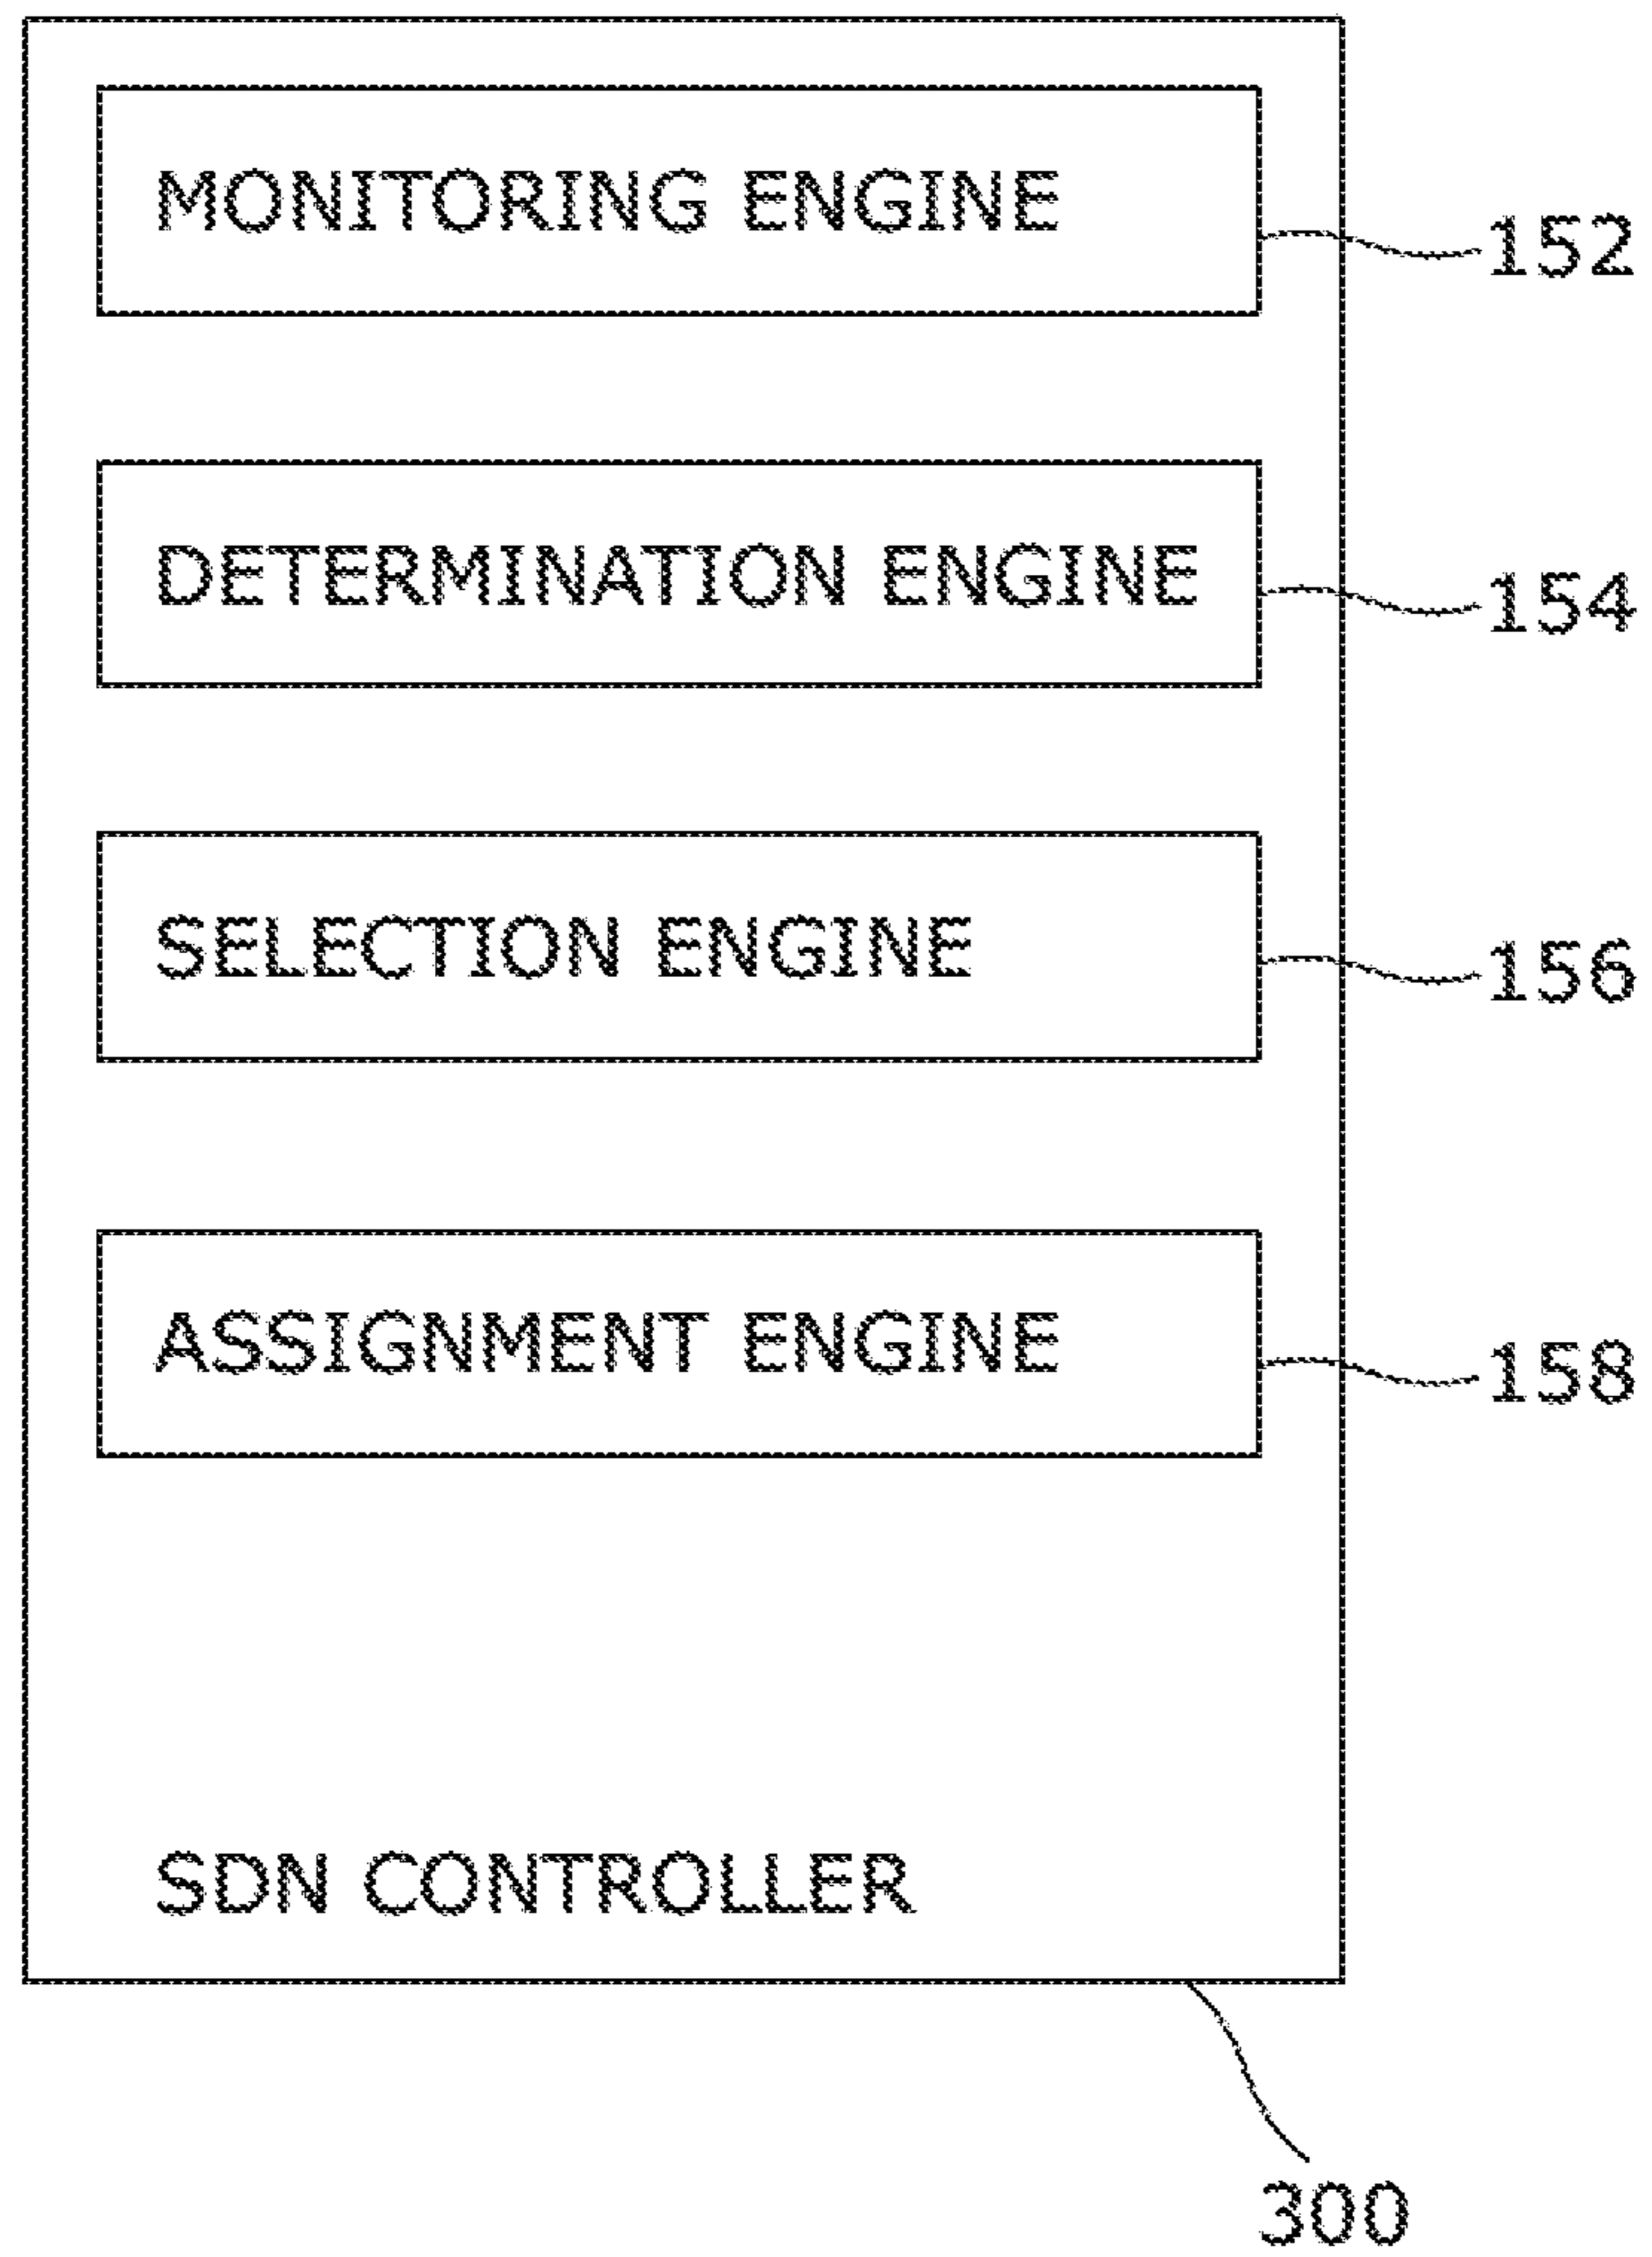 MONITORING ENGINE
152
DETERMINATION ENGINE
154
SELECTION ENGINE
156
ASSIGNMENT ENGINE
158
SDN CONTROLLER
300